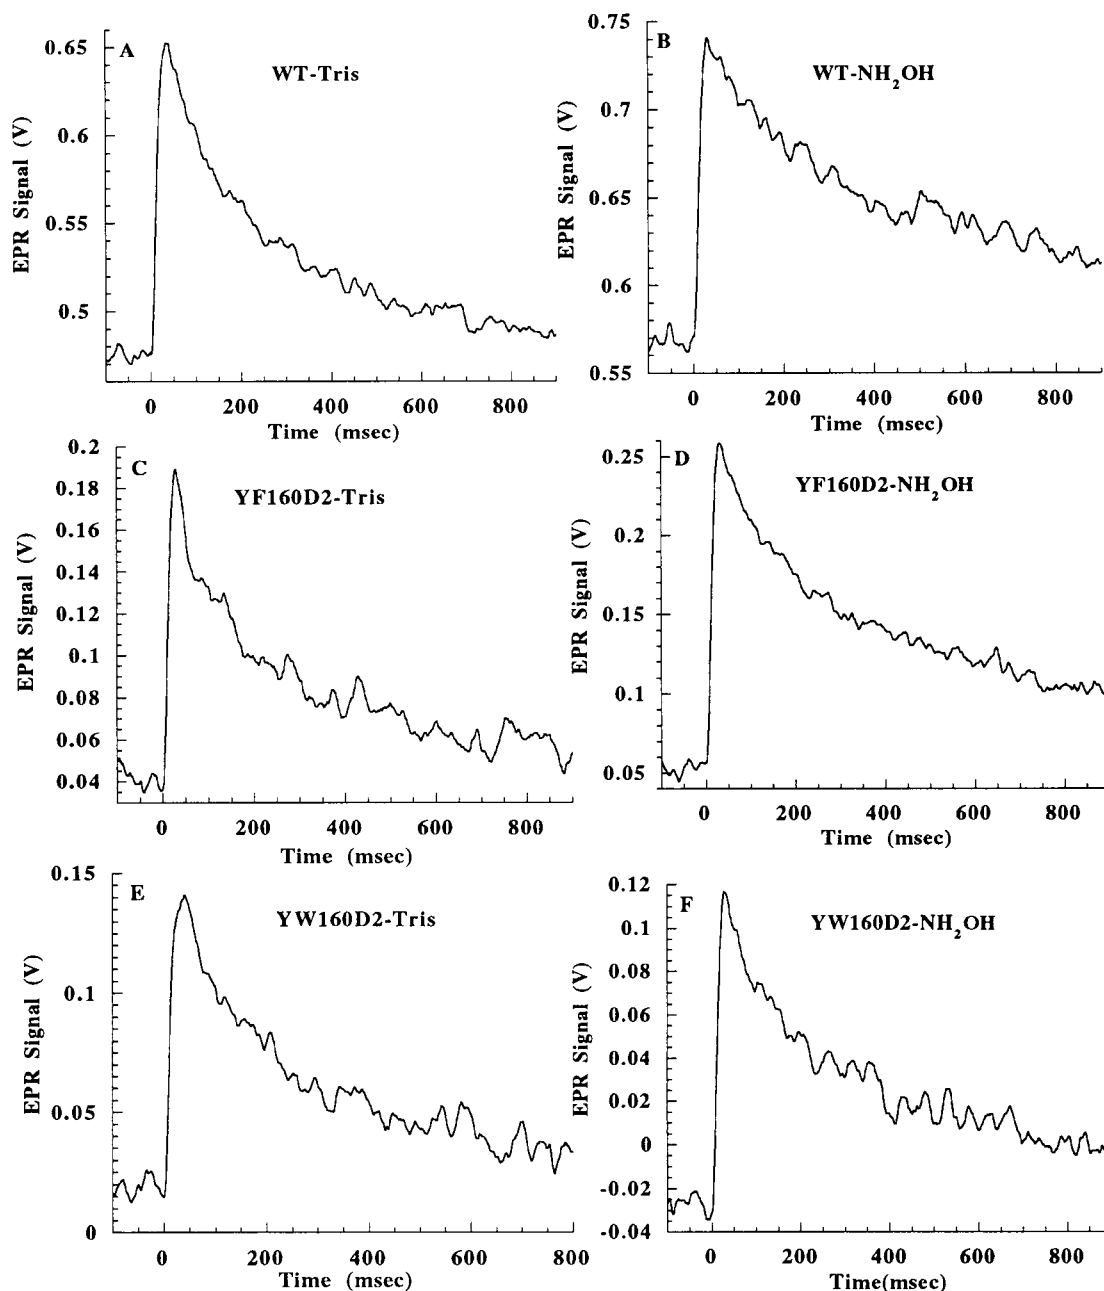 A
WT-Tris
EPR Signal (V)
0.65
0.6
0.55
0.5
0 200 400 600 800
Time (msec)
B
WT-NH₂OH
EPR Signal (V)
0.75
0.7
0.65
0.6
0.55
0 200 400 600 800
Time (msec)
C
YF160D2-Tris
EPR Signal (V)
0.2
0.18
0.16
0.14
0.12
0.1
0.08
0.06
0.04
0 200 400 600 800
Time (msec)
D
YF160D2-NH₂OH
EPR Signal (V)
0.25
0.2
0.15
0.1
0.05
0 200 400 600 800
Time (msec)
E
YW160D2-Tris
EPR Signal (V)
0.15
0.1
0.05
0
0 200 400 600 800
Time (msec)
F
YW160D2-NH₂OH
EPR Signal (V)
0.12
0.1
0.08
0.06
0.04
0.02
0
-0.02
-0.04
0 200 400 600 800
Time(msec)